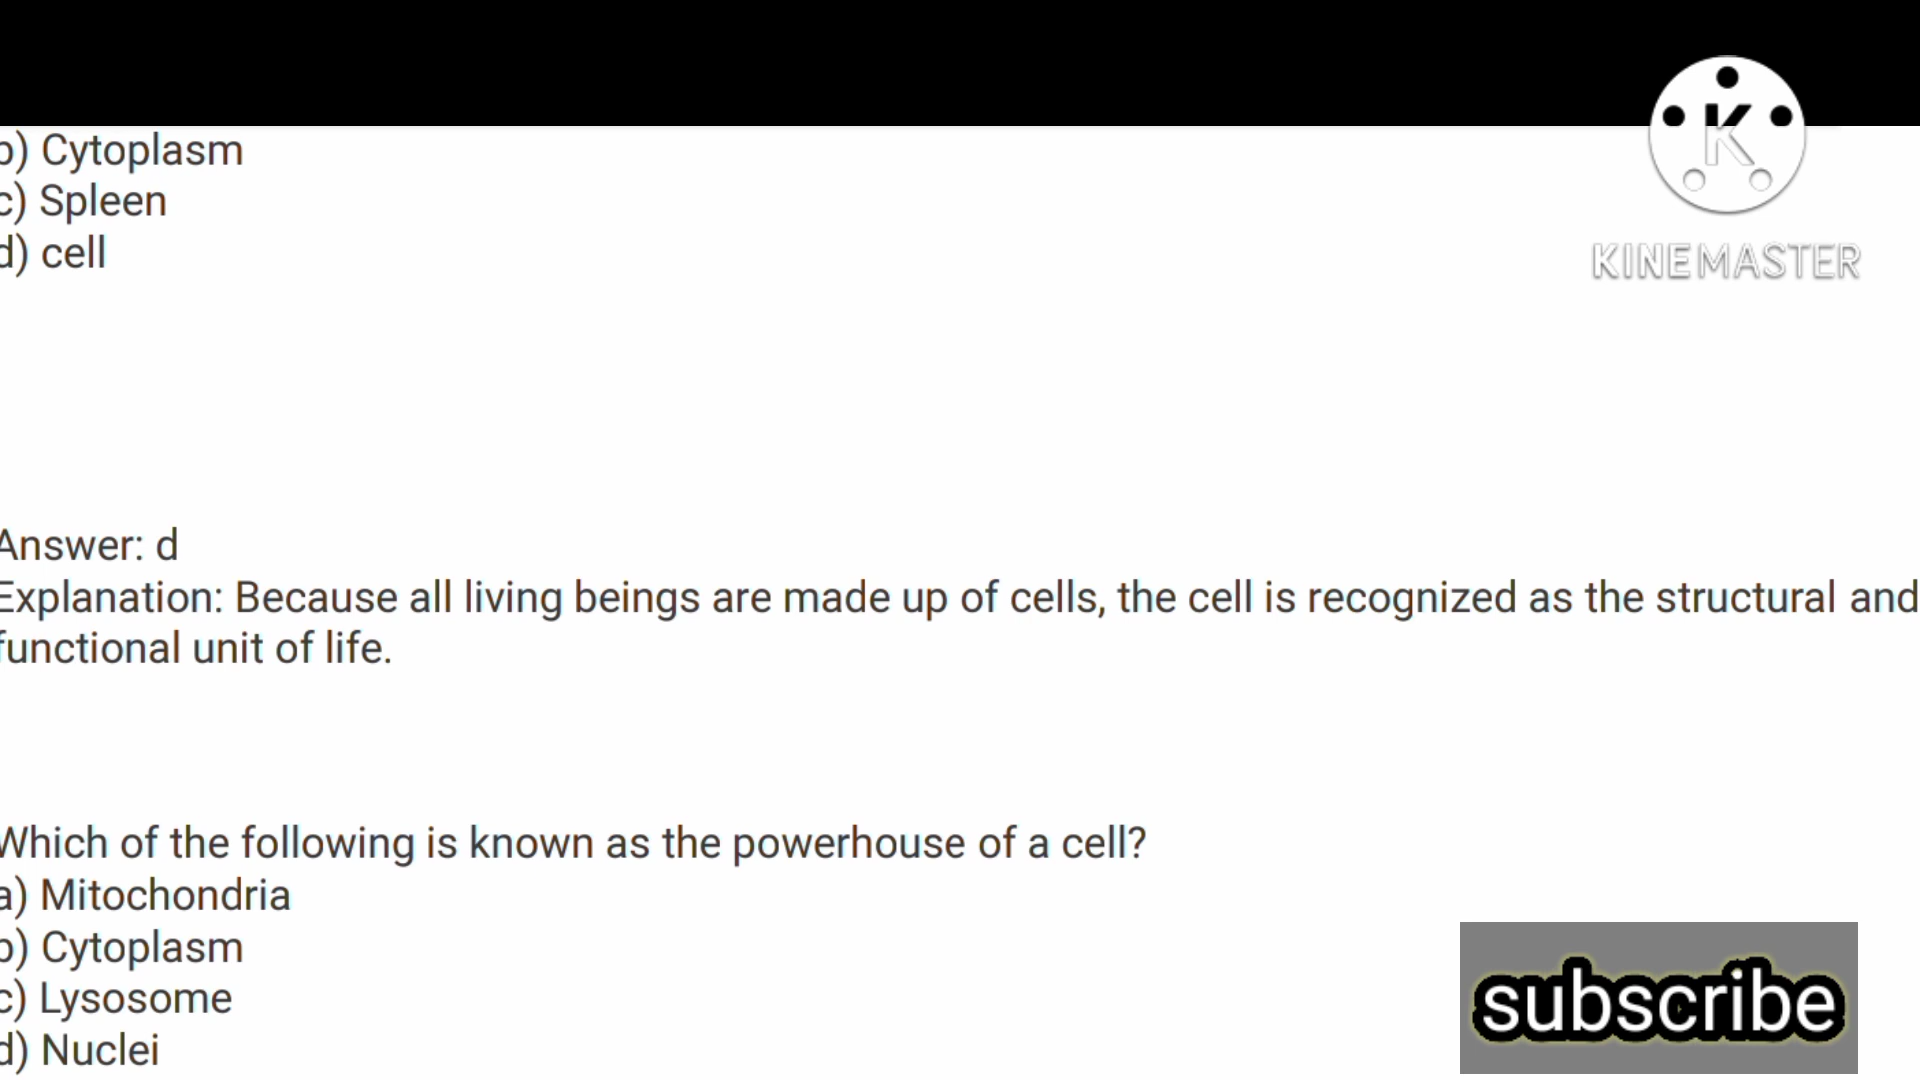 b) Cytoplasm
c) Spleen
d) cell
K
KINEMASTER
Answer: d
Explanation: Because all living beings are made up of cells, the cell is recognized as the structural and
functional unit of life.
Which of the following is known as the powerhouse of a cell?
a) Mitochondria
b) Cytoplasm
c) Lysosome
d) Nuclei
subscribe